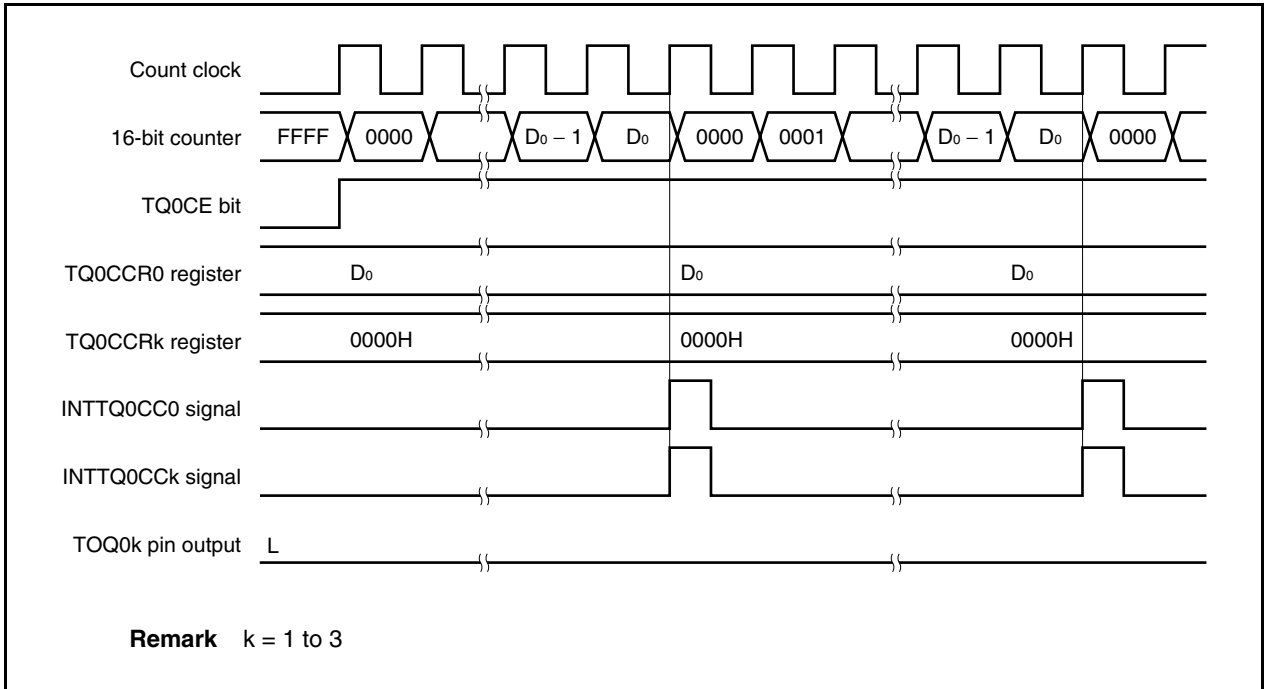 Count clock
16-bit counter FFFF 0000 D0 − 1 D0 0000 0001 D0 − 1 D0 0000
TQ0CE bit
TQ0CCR0 register D0 D0 D0
TQ0CCRk register 0000H 0000H 0000H
INTTQ0CC0 signal
INTTQ0CCk signal
TOQ0k pin output L
Remark k = 1 to 3